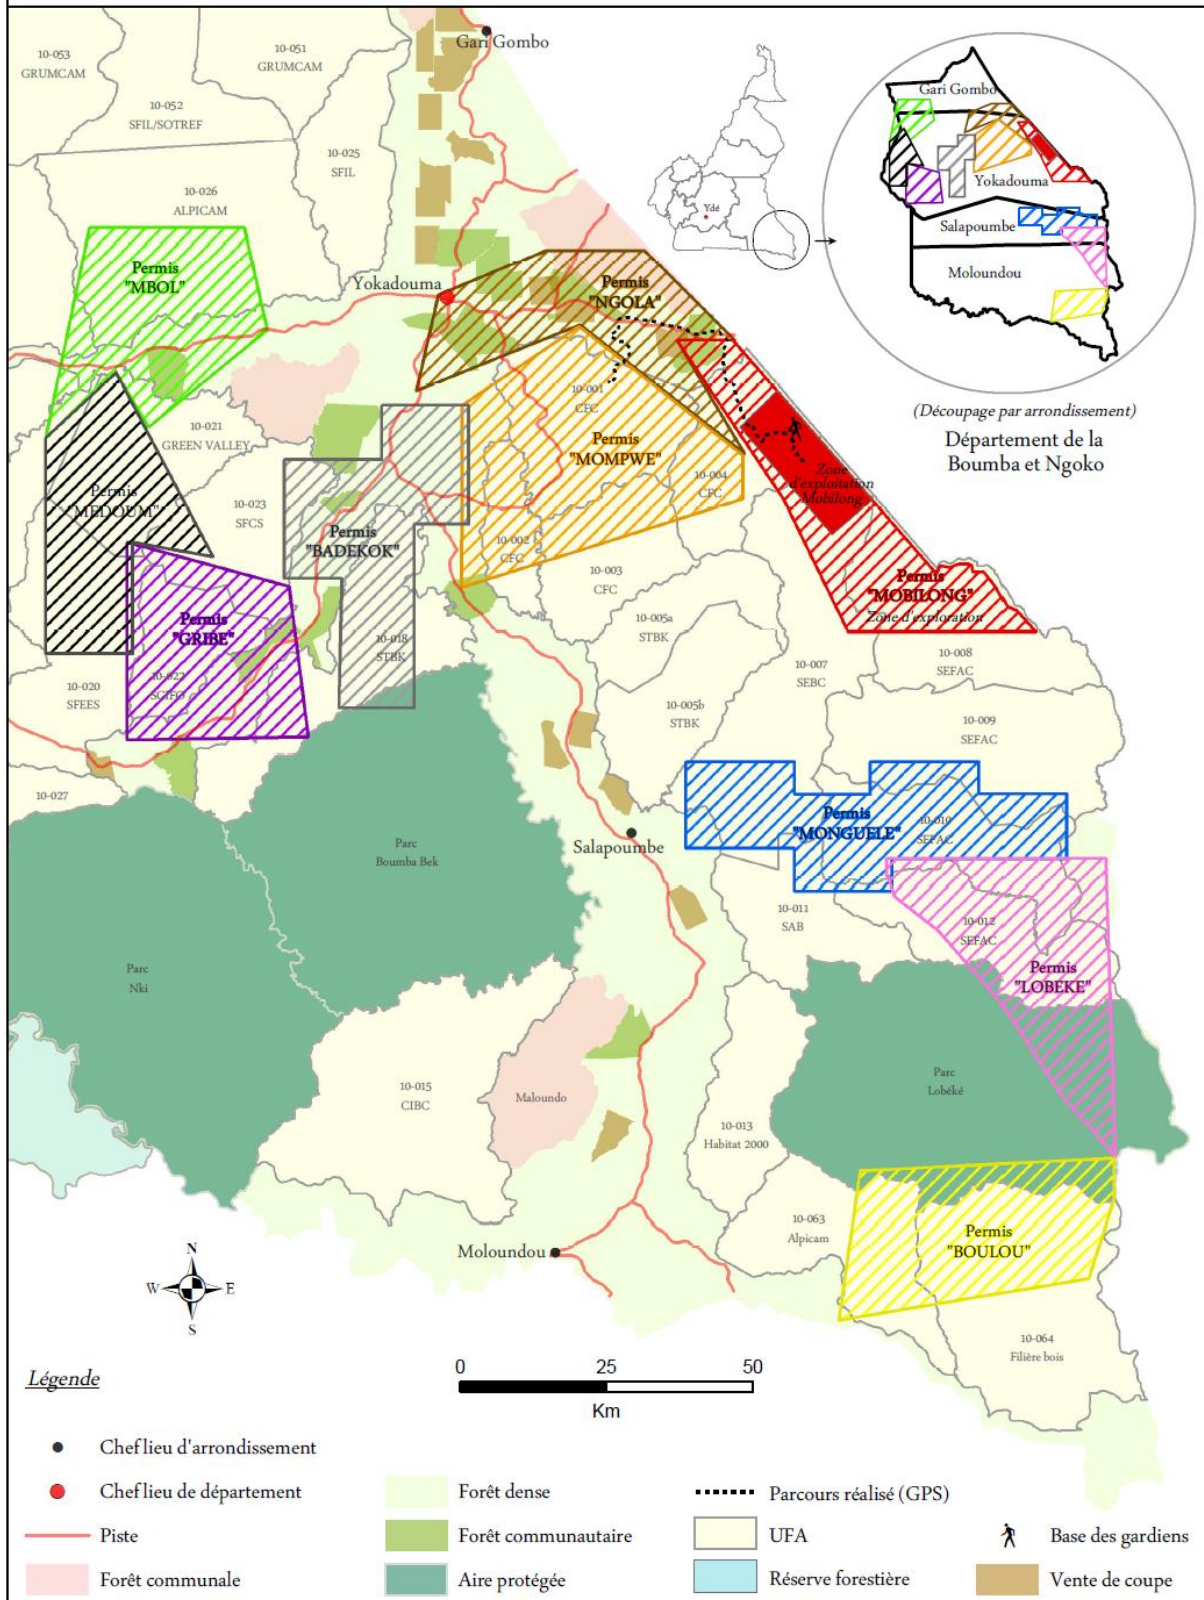 Gari Gombo
10-053
GRUMCAM
10-051
GRUMCAM
10-052
SFIL/SOTREF
10-025
SFIL
10-026
ALPICAM
Permis
"MBOL"
Yokadouma
Permis
"NGOLA"
Ydé
Gari Gombo
Yokadouma
Salapoumbe
Moloundou
(Découpage par arrondissement)
Département de la
Boumba et Ngoko
10-001
CFC
10-021
GREEN VALLEY
Permis
"MOMPWE"
10-004
CFC
Zone
d'exploitation
Mobilong
Permis
"MEDOUM"
10-023
SFCS
Permis
"BADEKOK"
10-002
CFC
10-003
CFC
Permis
"MOBILONG"
Zone d'exploration
Permis
"GRIBE"
10-005a
STBK
10-018
STBK
10-008
SEFAC
10-007
SEBC
10-020
SFEES
10-022
SCIFO
10-005b
STBK
10-009
SEFAC
10-027
Permis
"MONGUELE"
10-010
SEFAC
Salapoumbe
Parc
Boumba Bek
10-011
SAB
10-012
SEFAC
Parc
Nki
Permis
"LOBEKE"
10-015
CIBC
Maloundo
Parc
Lobéké
10-013
Habitat 2000
10-063
Alpicam
Permis
"BOULOU"
Moloundou
10-064
Filière bois
N
W
E
S
0 25 50
Km
Légende
Chef lieu d'arrondissement
Chef lieu de département
Piste
Forêt communale
Forêt dense
Forêt communautaire
Aire protégée
Parcours réalisé (GPS)
UFA
Réserve forestière
Base des gardiens
Vente de coupe